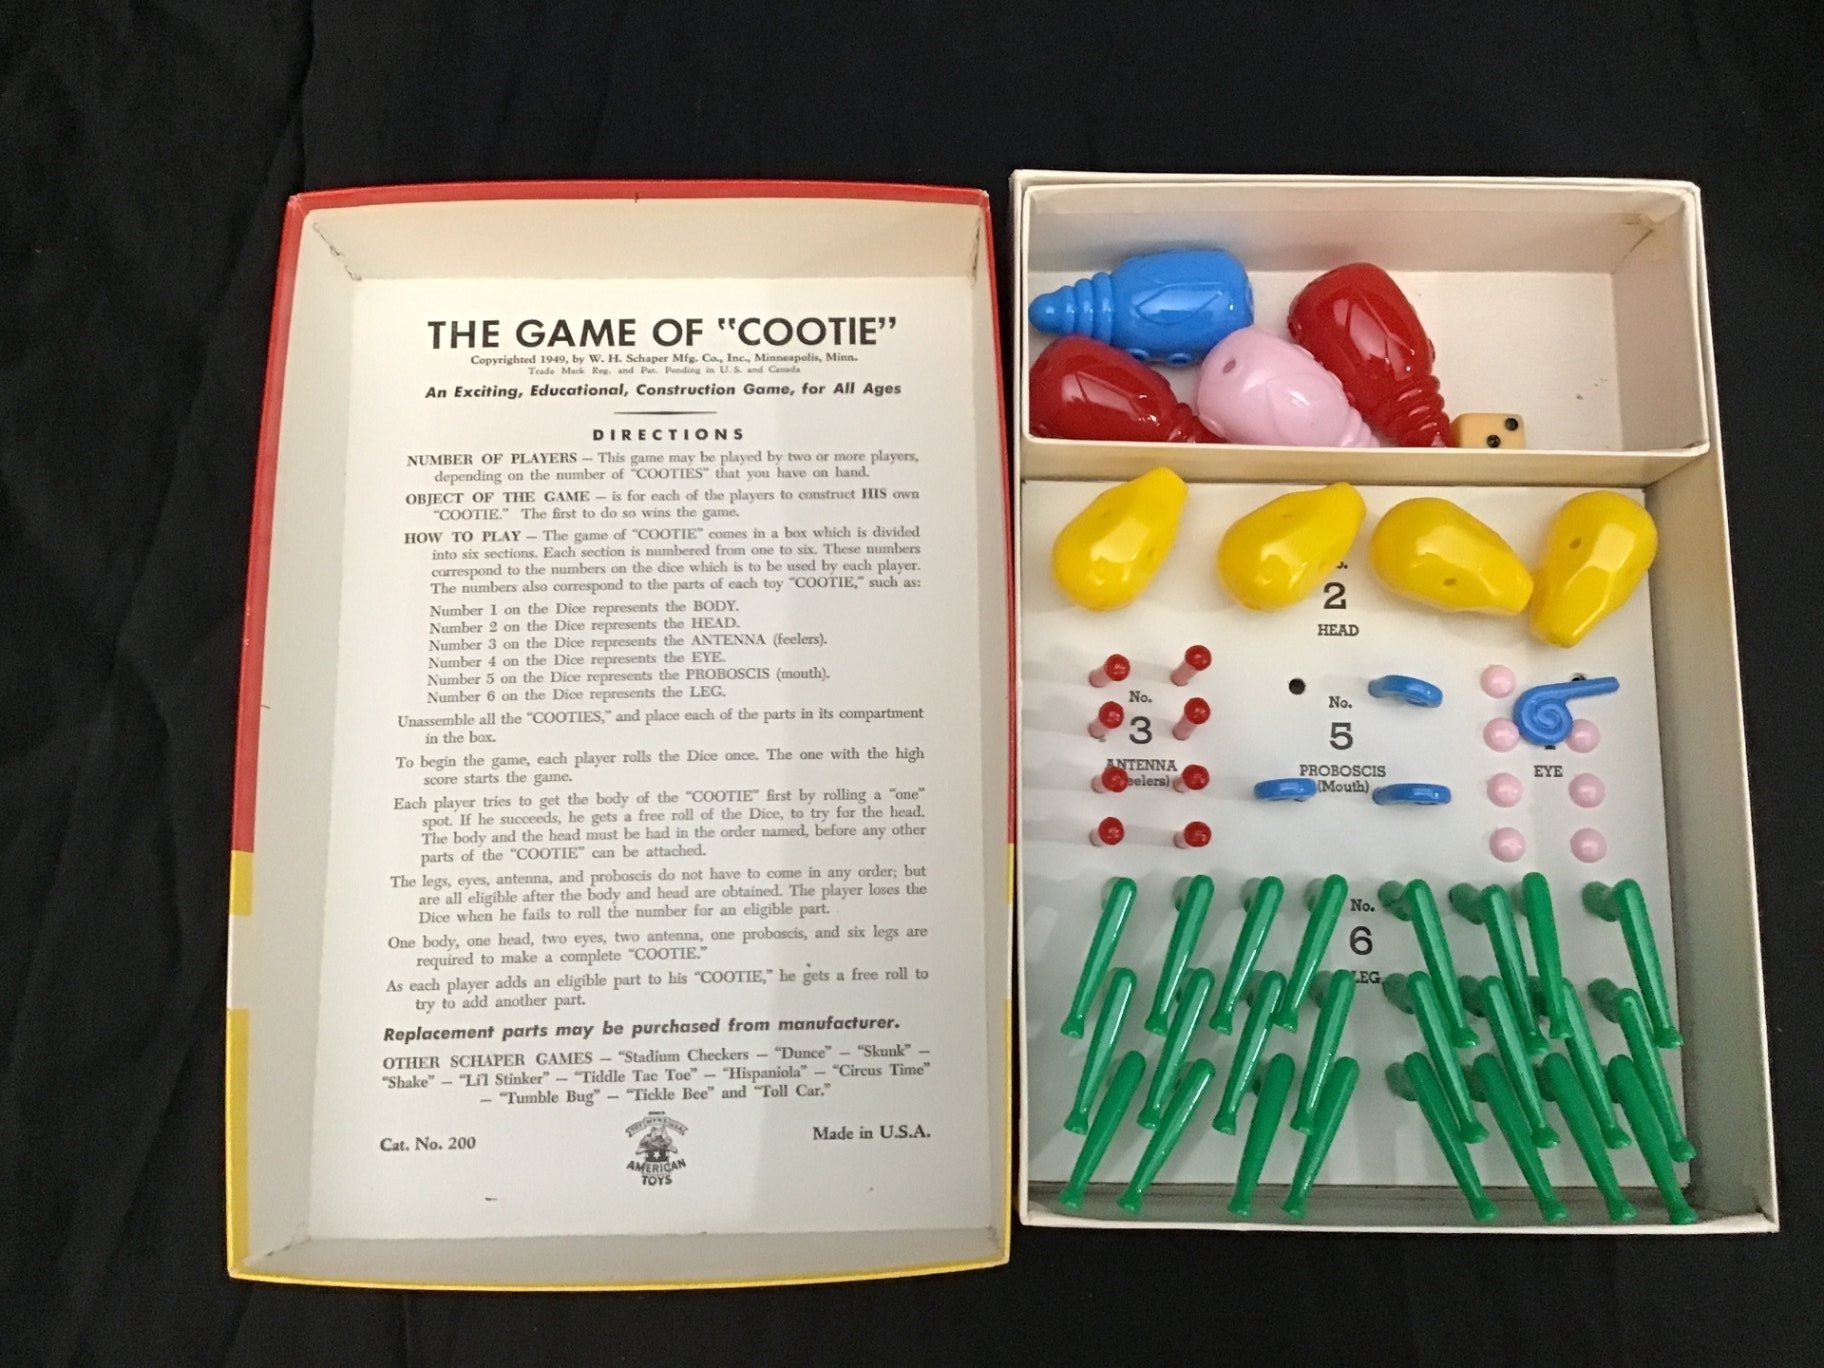 THE GAME OF "COOTIE"
Copyrighted 1949, by W. H. Schaper Mfg. Co., Inc., Minneapolis, Minn.
Trade Mark Reg. and Pat. Pending in U.S. and Canada
An Exciting, Educational, Construction Game, for All Ages
DIRECTIONS
NUMBER OF PLAYERS — This game may be played by two or more players,
depending on the number of "COOTIES" that you have on hand.
OBJECT OF THE GAME — is for each of the players to construct HIS own
"COOTIE." The first to do so wins the game.
HOW TO PLAY — The game of "COOTIE" comes in a box which is divided
into six sections. Each section is numbered from one to six. These numbers
correspond to the numbers on the dice which is to be used by each player.
The numbers also correspond to the parts of each toy "COOTIE," such as:
Number 1 on the Dice represents the BODY.
Number 2 on the Dice represents the HEAD.
Number 3 on the Dice represents the ANTENNA (feelers).
Number 4 on the Dice represents the EYE.
Number 5 on the Dice represents the PROBOSCIS (mouth).
Number 6 on the Dice represents the LEG.
Unassemble all the "COOTIES," and place each of the parts in its compartment
in the box.
To begin the game, each player rolls the Dice once. The one with the high
score starts the game.
Each player tries to get the body of the "COOTIE" first by rolling a "one"
spot. If he succeeds, he gets a free roll of the Dice, to try for the head.
The body and the head must be had in the order named, before any other
parts of the "COOTIE" can be attached.
The legs, eyes, antenna, and proboscis do not have to come in any order; but
are all eligible after the body and head are obtained. The player loses the
Dice when he fails to roll the number for an eligible part.
One body, one head, two eyes, two antenna, one proboscis, and six legs are
required to make a complete "COOTIE."
As each player adds an eligible part to his "COOTIE," he gets a free roll to
try to add another part.
Replacement parts may be purchased from manufacturer.
OTHER SCHAPER GAMES — "Stadium Checkers — "Dunce" — "Skunk" —
"Shake" — "Li'l Stinker" — "Tiddle Tac Toe" — "Hispaniola" — "Circus Time"
— "Tumble Bug" — "Tickle Bee" and "Toll Car."
Cat. No. 200
AMERICAN
TOYS
Made in U.S.A.
2
HEAD
No.
3
ANTENNA
No.
5
PROBOSCIS
(Mouth)
EYE
No.
6
LEG